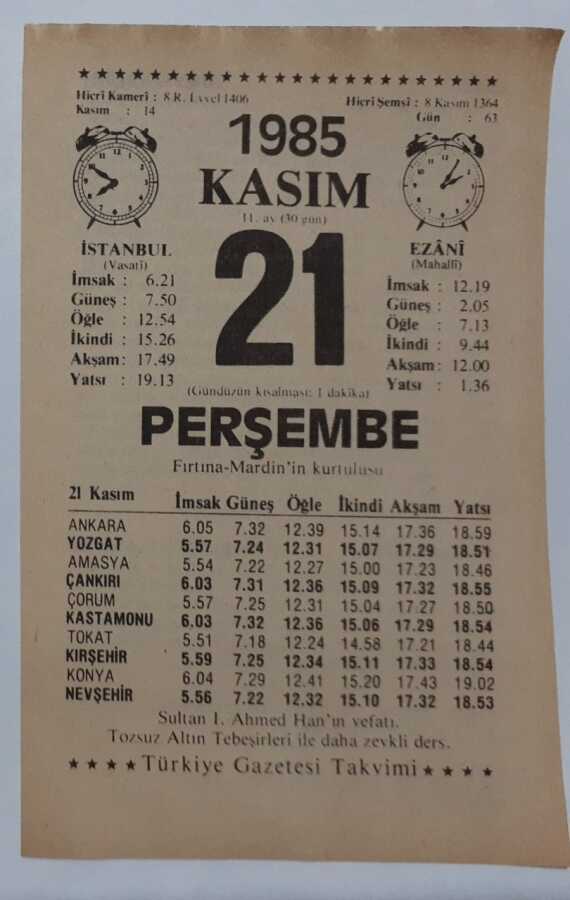 ★★★★★★★★★★★★★★★★★★★★★★★★
Hicrî Kamerî : 8 R. Evvel 1406
Kasım : 14
Hicrî Şemsî : 8 Kasım 1364
Gün : 63
1985
KASIM
11. ay (30 gün)
21
İSTANBUL
(Vasatî)
İmsak : 6.21
Güneş : 7.50
Öğle : 12.54
İkindi : 15.26
Akşam: 17.49
Yatsı : 19.13
EZÂNÎ
(Mahallî)
İmsak : 12.19
Güneş : 2.05
Öğle : 7.13
İkindi : 9.44
Akşam: 12.00
Yatsı : 1.36
(Gündüzün kısalması: 1 dakika)
PERŞEMBE
Fırtına-Mardin'in kurtuluşu
21 Kasım İmsak Güneş Öğle İkindi Akşam Yatsı
ANKARA 6.05 7.32 12.39 15.14 17.36 18.59
YOZGAT 5.57 7.24 12.31 15.07 17.29 18.51
AMASYA 5.54 7.22 12.27 15.00 17.23 18.46
ÇANKIRI 6.03 7.31 12.36 15.09 17.32 18.55
ÇORUM 5.57 7.25 12.31 15.04 17.27 18.50
KASTAMONU 6.03 7.32 12.36 15.06 17.29 18.54
TOKAT 5.51 7.18 12.24 14.58 17.21 18.44
KIRŞEHİR 5.59 7.25 12.34 15.11 17.33 18.54
KONYA 6.04 7.29 12.41 15.20 17.43 19.02
NEVŞEHİR 5.56 7.22 12.32 15.10 17.32 18.53
Sultan I. Ahmed Han'ın vefatı.
Tozsuz Altın Tebeşirleri ile daha zevkli ders.
★★★★Türkiye Gazetesi Takvimi★★★★